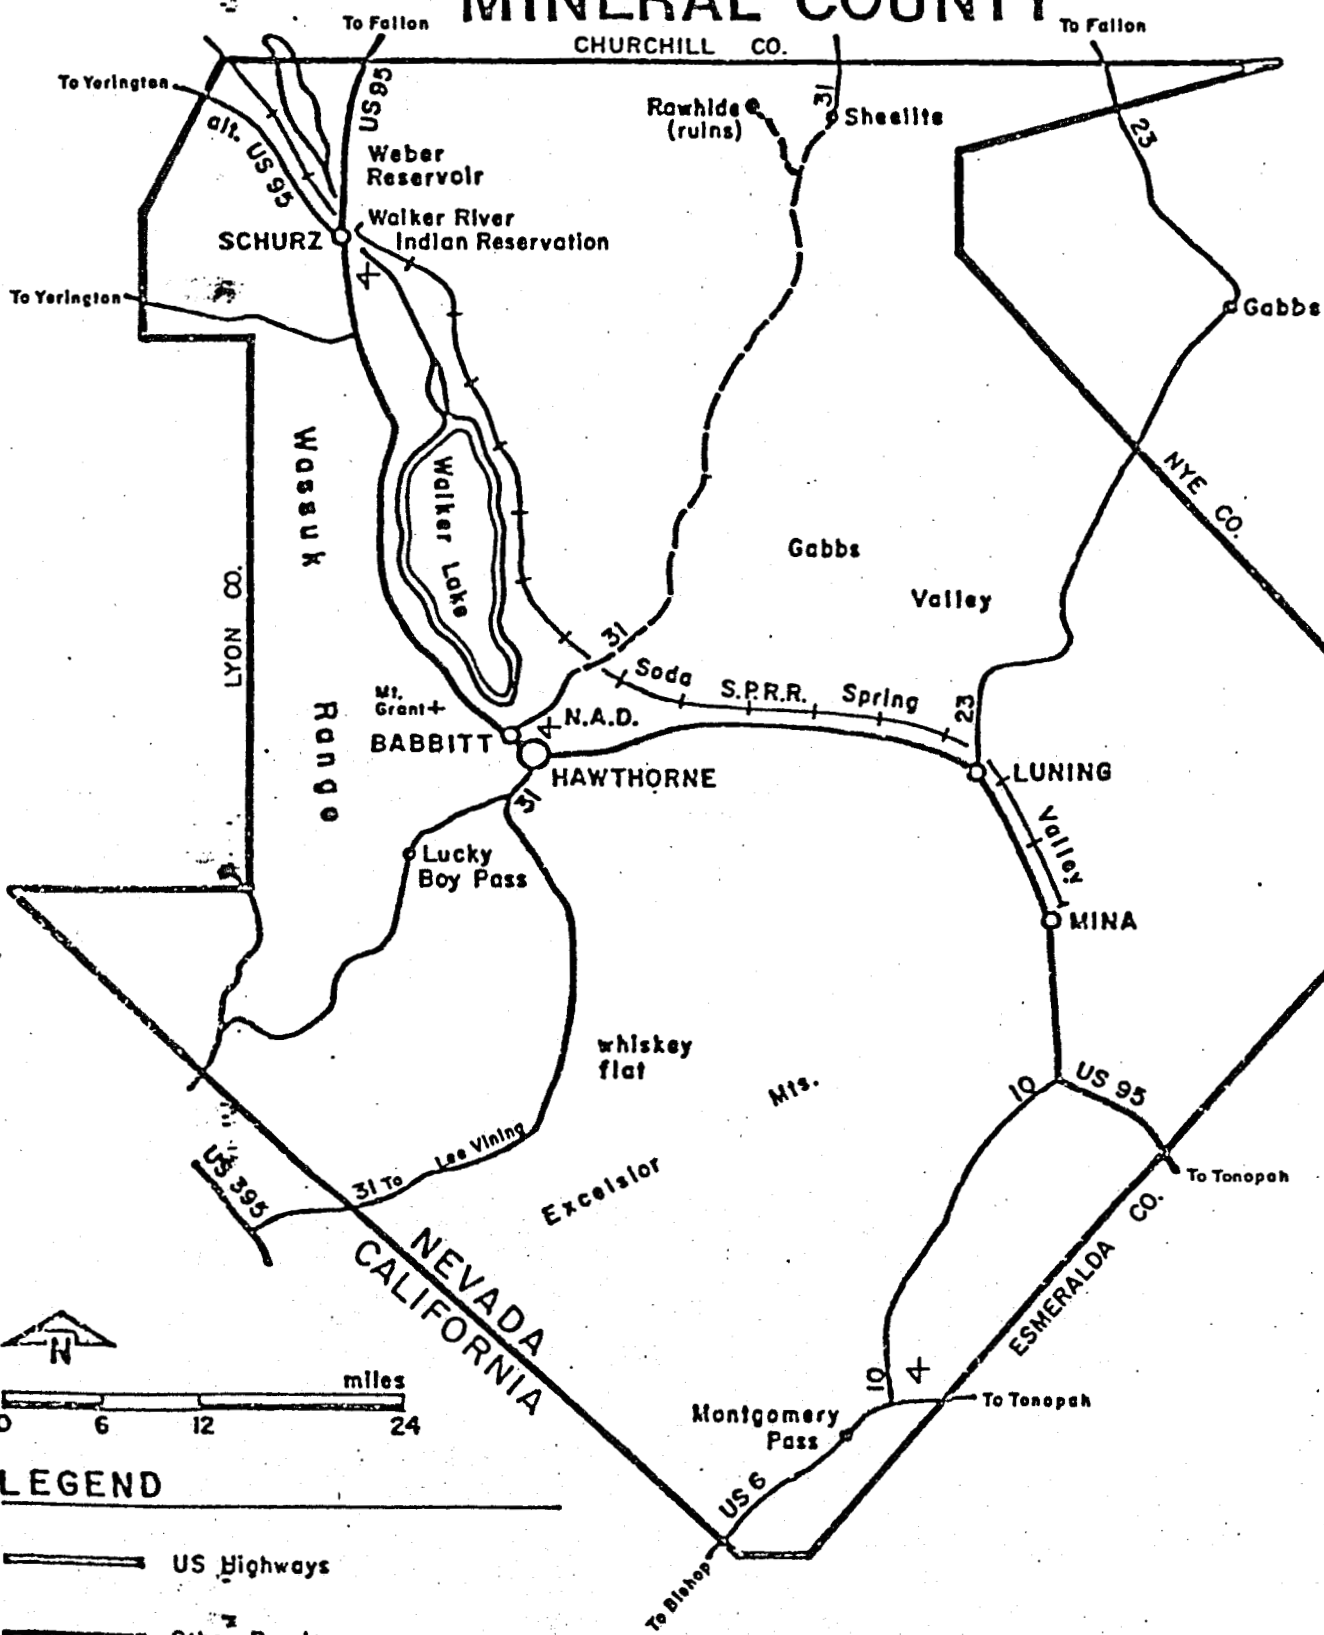 MINERAL COUNTY
To Fallon
To Fallon
CHURCHILL CO.
To Yerington
US 95
alt. US 95
Rawhide
(ruins)
31
Sheelite
23
Weber
Reservoir
Walker River
Indian Reservation
SCHURZ
To Yerington
Gabbs
Wassuk
Range
Walker Lake
NYE CO.
Gabbs
Valley
LYON CO.
31
Soda
S.P.R.R.
Spring
Valley
23
Mt.
Grant
N.A.D.
BABBITT
HAWTHORNE
LUNING
31
Lucky
Boy Pass
MINA
whiskey
flat
Mts.
Excelsior
10
US 95
To Tonopah
31 To Lee Vining
US 395
NEVADA
CALIFORNIA
ESMERALDA CO.
N
miles
0 6 12 24
10
To Tonopah
Montgomery
Pass
US 6
To Bishop
LEGEND
US Highways